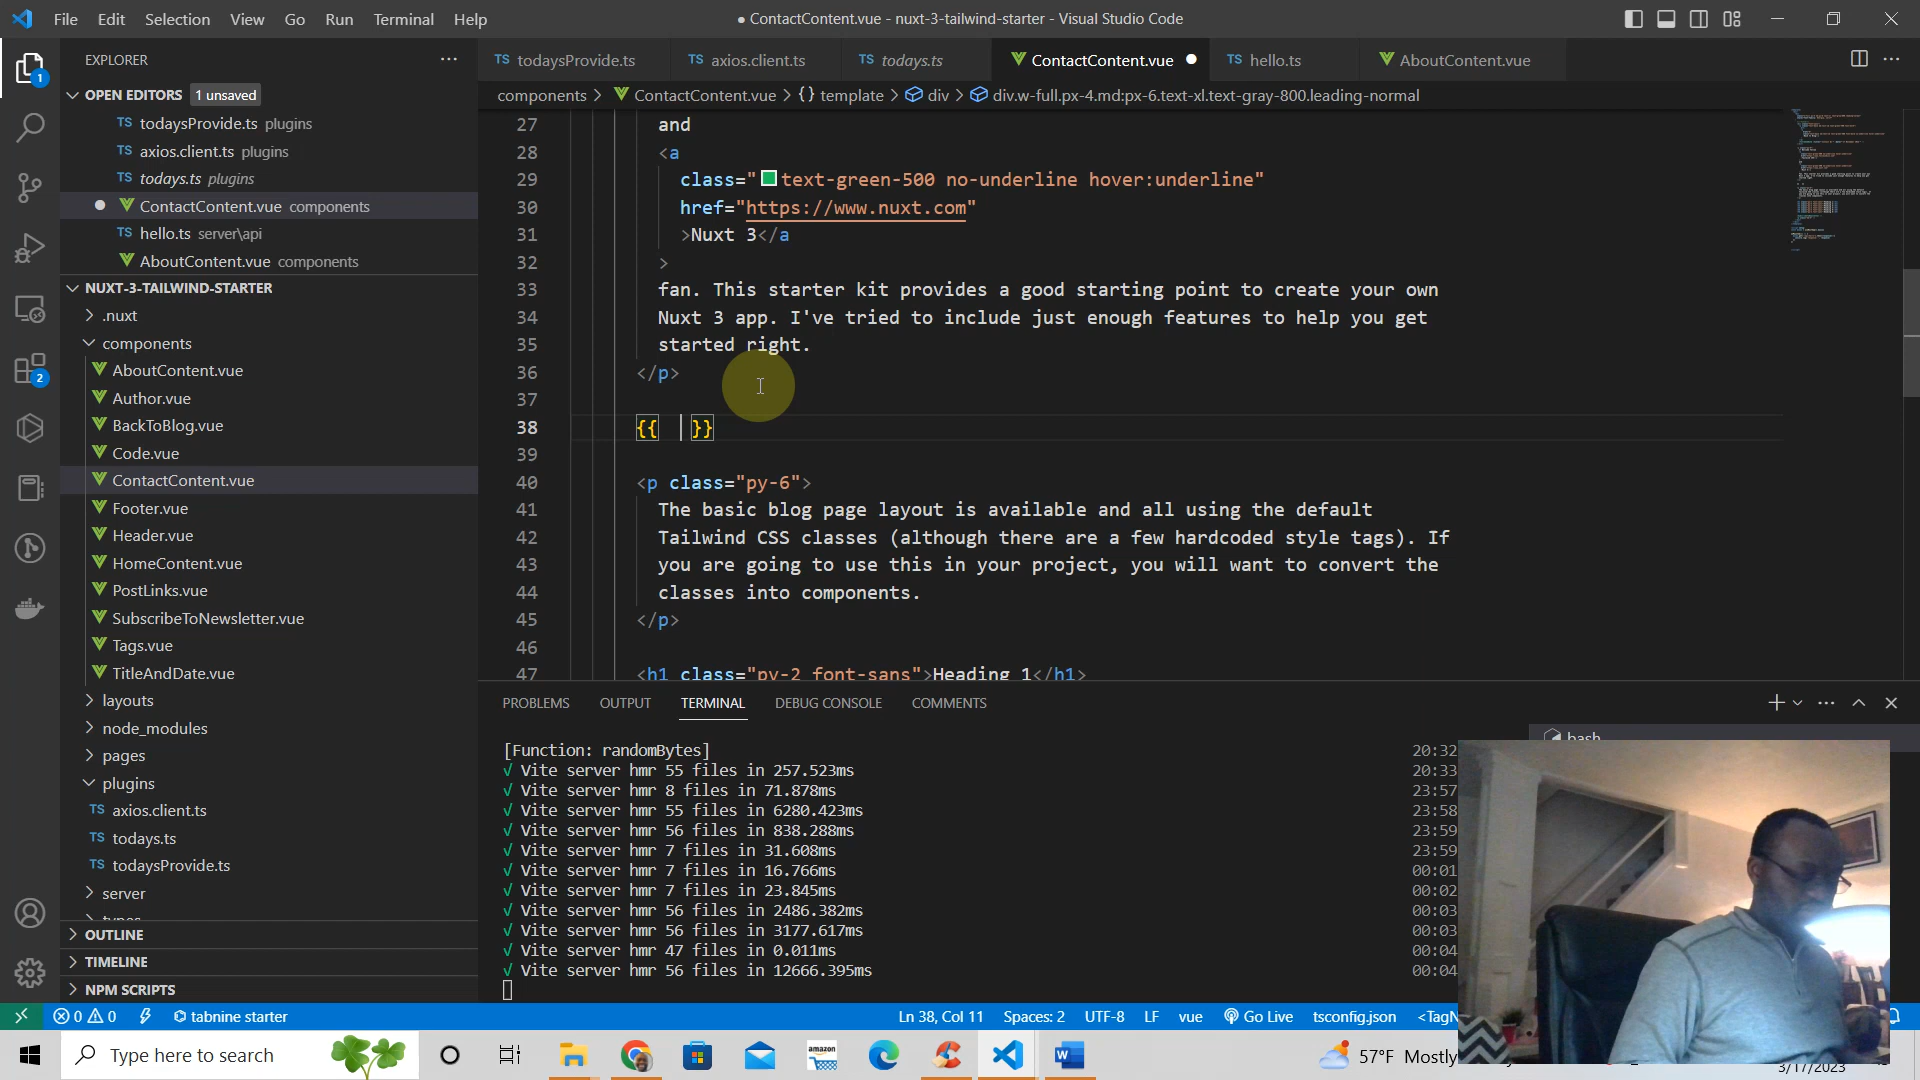 File Edit Selection View Go Run Terminal Help
● ContactContent.vue - nuxt-3-tailwind-starter - Visual Studio Code
EXPLORER
OPEN EDITORS 1 unsaved
TS todaysProvide.ts plugins
TS axios.client.ts plugins
TS todays.ts plugins
ContactContent.vue components
TS hello.ts server\api
AboutContent.vue components
NUXT-3-TAILWIND-STARTER
.nuxt
components
AboutContent.vue
Author.vue
BackToBlog.vue
Code.vue
ContactContent.vue
Footer.vue
Header.vue
HomeContent.vue
PostLinks.vue
SubscribeToNewsletter.vue
Tags.vue
TitleAndDate.vue
layouts
node_modules
pages
plugins
TS axios.client.ts
TS todays.ts
TS todaysProvide.ts
server
types
OUTLINE
TIMELINE
NPM SCRIPTS
1
2
TS todaysProvide.ts TS axios.client.ts TS todays.ts ContactContent.vue ● TS hello.ts AboutContent.vue
components > ContactContent.vue > {} template > div > div.w-full.px-4.md:px-6.text-xl.text-gray-800.leading-normal
27 and
28 <a
29 class="text-green-500 no-underline hover:underline"
30 href="https://www.nuxt.com"
31 >Nuxt 3</a
32 >
33 fan. This starter kit provides a good starting point to create your own
34 Nuxt 3 app. I've tried to include just enough features to help you get
35 started right.
36 </p>
37
38 {{ }}
39
40 <p class="py-6">
41 The basic blog page layout is available and all using the default
42 Tailwind CSS classes (although there are a few hardcoded style tags). If
43 you are going to use this in your project, you will want to convert the
44 classes into components.
45 </p>
46
47 <h1 class="py-2 font-sans">Heading 1</h1>
PROBLEMS OUTPUT TERMINAL DEBUG CONSOLE COMMENTS
bash
[Function: randomBytes] 20:32
√ Vite server hmr 55 files in 257.523ms 20:33
√ Vite server hmr 8 files in 71.878ms 23:57
√ Vite server hmr 55 files in 6280.423ms 23:58
√ Vite server hmr 56 files in 838.288ms 23:59
√ Vite server hmr 7 files in 31.608ms 23:59
√ Vite server hmr 7 files in 16.766ms 00:01
√ Vite server hmr 7 files in 23.845ms 00:02
√ Vite server hmr 56 files in 2486.382ms 00:03
√ Vite server hmr 56 files in 3177.617ms 00:03
√ Vite server hmr 47 files in 0.011ms 00:04
√ Vite server hmr 56 files in 12666.395ms 00:04
0 0 tabnine starter Ln 38, Col 11 Spaces: 2 UTF-8 LF vue Go Live tsconfig.json <TagN
Type here to search
amazon
57°F Mostly
3/17/2023